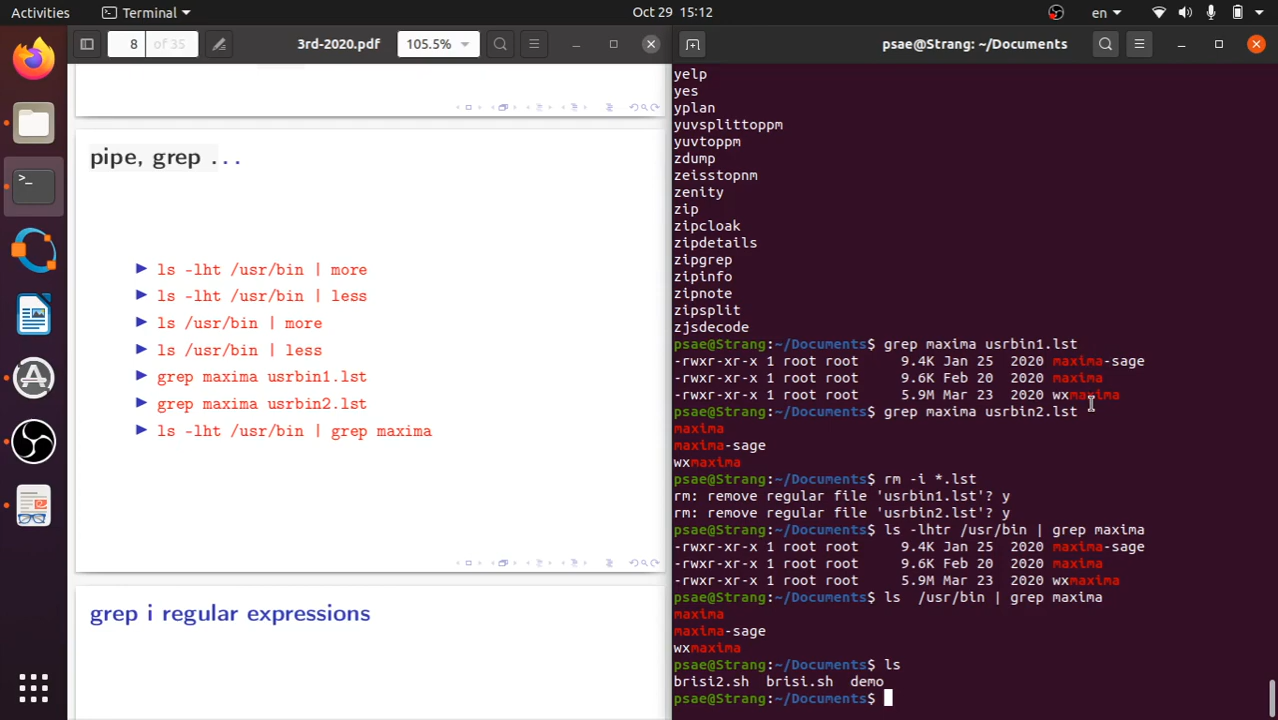 Activities Terminal Oct 29 15:12 en
8 of 35 3rd-2020.pdf 105.5%
pipe, grep ...
► ls -lht /usr/bin | more
► ls -lht /usr/bin | less
► ls /usr/bin | more
► ls /usr/bin | less
► grep maxima usrbin1.lst
► grep maxima usrbin2.lst
► ls -lht /usr/bin | grep maxima
grep i regular expressions
psae@Strang: ~/Documents
yelp
yes
yplan
yuvsplittoppm
yuvtoppm
zdump
zeisstopnm
zenity
zip
zipcloak
zipdetails
zipgrep
zipinfo
zipnote
zipsplit
zjsdecode
psae@Strang:~/Documents$ grep maxima usrbin1.lst
-rwxr-xr-x 1 root root 9.4K Jan 25 2020 maxima-sage
-rwxr-xr-x 1 root root 9.6K Feb 20 2020 maxima
-rwxr-xr-x 1 root root 5.9M Mar 23 2020 wxmaxima
psae@Strang:~/Documents$ grep maxima usrbin2.lst
maxima
maxima-sage
wxmaxima
psae@Strang:~/Documents$ rm -i *.lst
rm: remove regular file 'usrbin1.lst'? y
rm: remove regular file 'usrbin2.lst'? y
psae@Strang:~/Documents$ ls -lhtr /usr/bin | grep maxima
-rwxr-xr-x 1 root root 9.4K Jan 25 2020 maxima-sage
-rwxr-xr-x 1 root root 9.6K Feb 20 2020 maxima
-rwxr-xr-x 1 root root 5.9M Mar 23 2020 wxmaxima
psae@Strang:~/Documents$ ls  /usr/bin | grep maxima
maxima
maxima-sage
wxmaxima
psae@Strang:~/Documents$ ls
brisi2.sh brisi.sh demo
psae@Strang:~/Documents$